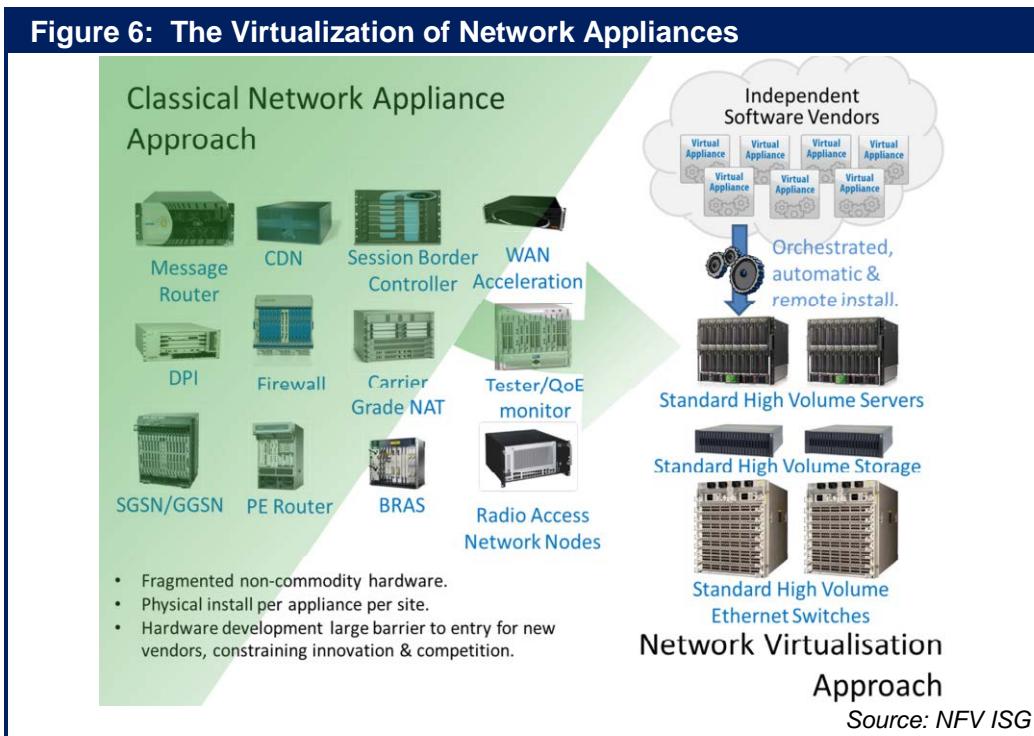 Figure 6: The Virtualization of Network Appliances
Classical Network Appliance
Approach
Message
Router
CDN
Session Border
Controller
WAN
Acceleration
DPI
Firewall
Carrier
Grade NAT
Tester/QoE
monitor
SGSN/GGSN
PE Router
BRAS
Radio Access
Network Nodes
• Fragmented non-commodity hardware.
• Physical install per appliance per site.
• Hardware development large barrier to entry for new
vendors, constraining innovation & competition.
Independent
Software Vendors
Virtual
Appliance
Virtual
Appliance
Virtual
Appliance
Virtual
Appliance
Virtual
Appliance
Virtual
Appliance
Virtual
Appliance
Orchestrated,
automatic &
remote install.
Standard High Volume Servers
Standard High Volume Storage
Standard High Volume
Ethernet Switches
Network Virtualisation
Approach
Source: NFV ISG